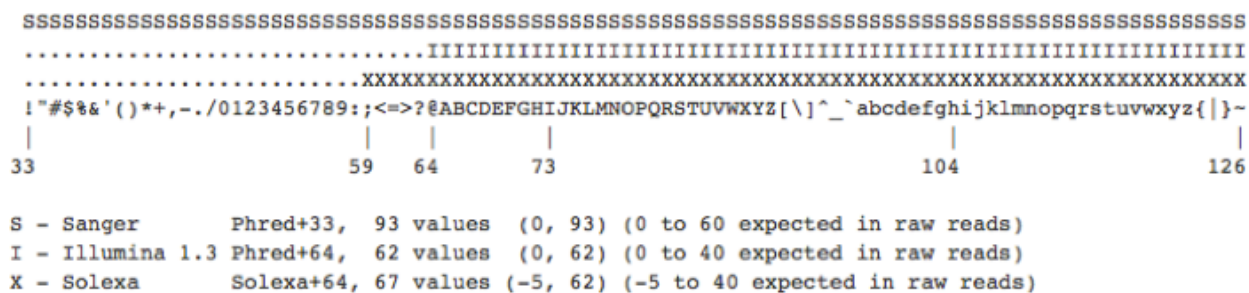 SSSSSSSSSSSSSSSSSSSSSSSSSSSSSSSSSSSSSSSSSSSSSSSSSSSSSSSSSSSSSSSSSSSSSSSSSSSSSSSSSSSSSSSSSSSSSS
...............................IIIIIIIIIIIIIIIIIIIIIIIIIIIIIIIIIIIIIIIIIIIIIIIIIIIIIIIIIIIIIII
..........................XXXXXXXXXXXXXXXXXXXXXXXXXXXXXXXXXXXXXXXXXXXXXXXXXXXXXXXXXXXXXXXXXXXX
!"#$%&'()*+,-./0123456789:;<=>?@ABCDEFGHIJKLMNOPQRSTUVWXYZ[\]^_`abcdefghijklmnopqrstuvwxyz{|}~
| | | | | |
33 59 64 73 104 126
S - Sanger Phred+33, 93 values (0, 93) (0 to 60 expected in raw reads)
I - Illumina 1.3 Phred+64, 62 values (0, 62) (0 to 40 expected in raw reads)
X - Solexa Solexa+64, 67 values (-5, 62) (-5 to 40 expected in raw reads)